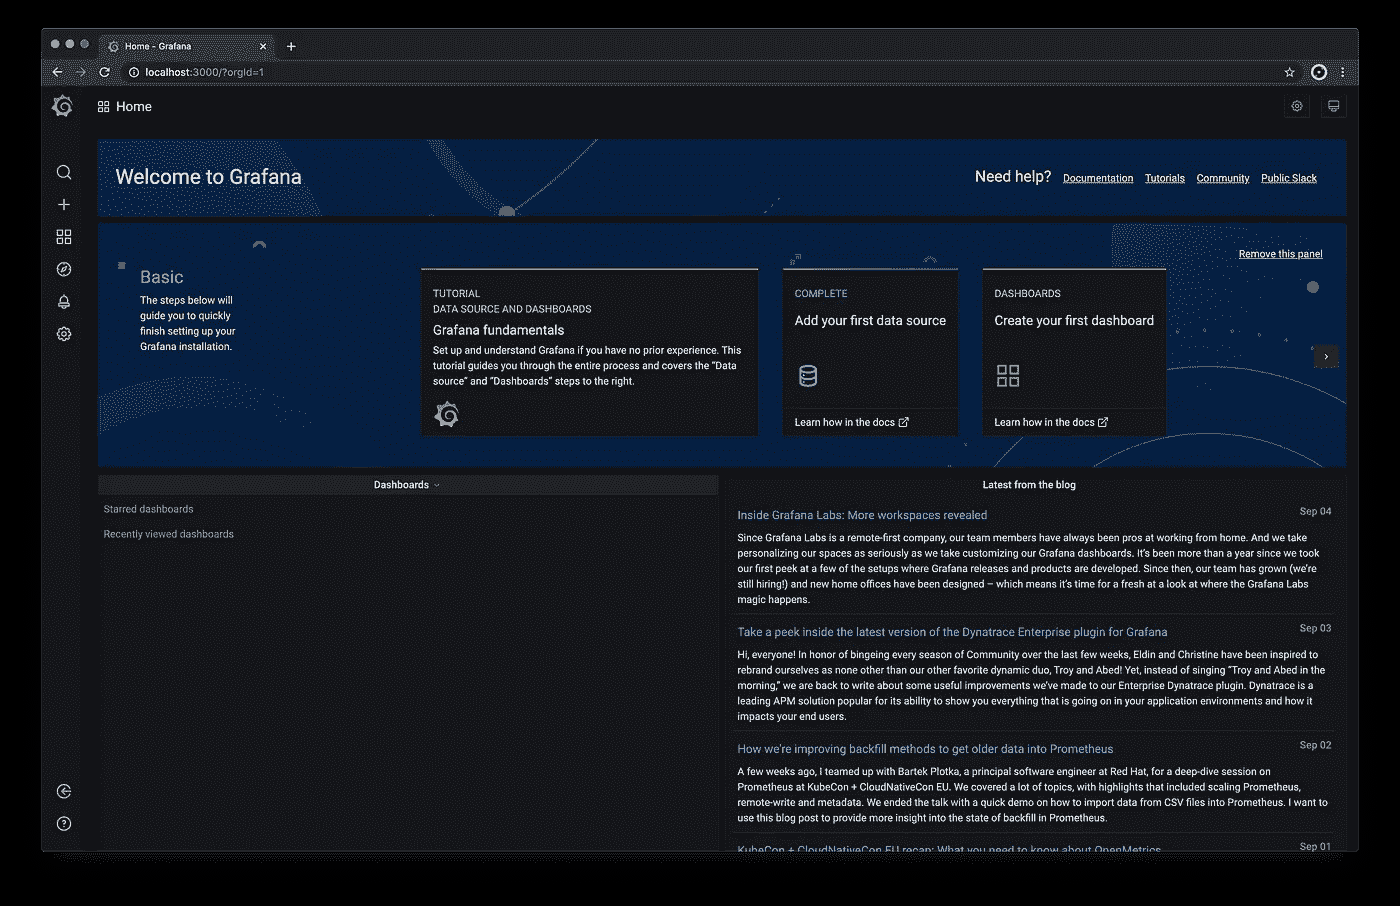 Home - Grafana
localhost:3000/?orgId=1
Home
Welcome to Grafana
Need help? Documentation Tutorials Community Public Slack
Remove this panel
Basic
The steps below will
guide you to quickly
finish setting up your
Grafana installation.
TUTORIAL
DATA SOURCE AND DASHBOARDS
Grafana fundamentals
Set up and understand Grafana if you have no prior experience. This
tutorial guides you through the entire process and covers the “Data
source” and “Dashboards” steps to the right.
COMPLETE
Add your first data source
Learn how in the docs
DASHBOARDS
Create your first dashboard
Learn how in the docs
Dashboards
Starred dashboards
Recently viewed dashboards
Latest from the blog
Inside Grafana Labs: More workspaces revealed
Sep 04
Since Grafana Labs is a remote-first company, our team members have always been pros at working from home. And we take
personalizing our spaces as seriously as we take customizing our Grafana dashboards. It’s been more than a year since we took
our first peek at a few of the setups where Grafana releases and products are developed. Since then, our team has grown (we’re
still hiring!) and new home offices have been designed – which means it’s time for a fresh at a look at where the Grafana Labs
magic happens.
Take a peek inside the latest version of the Dynatrace Enterprise plugin for Grafana
Sep 03
Hi, everyone! In honor of bingeing every season of Community over the last few weeks, Eldin and Christine have been inspired to
rebrand ourselves as none other than our other favorite dynamic duo, Troy and Abed! Yet, instead of singing “Troy and Abed in the
morning,” we are back to write about some useful improvements we’ve made to our Enterprise Dynatrace plugin. Dynatrace is a
leading APM solution popular for its ability to show you everything that is going on in your application environments and how it
impacts your end users.
How we’re improving backfill methods to get older data into Prometheus
Sep 02
A few weeks ago, I teamed up with Bartek Plotka, a principal software engineer at Red Hat, for a deep-dive session on
Prometheus at KubeCon + CloudNativeCon EU. We covered a lot of topics, with highlights that included scaling Prometheus,
remote-write and metadata. We ended the talk with a quick demo on how to import data from CSV files into Prometheus. I want to
use this blog post to provide more insight into the state of backfill in Prometheus.
KubeCon + CloudNativeCon EU recap: What you need to know about OpenMetrics
Sep 01